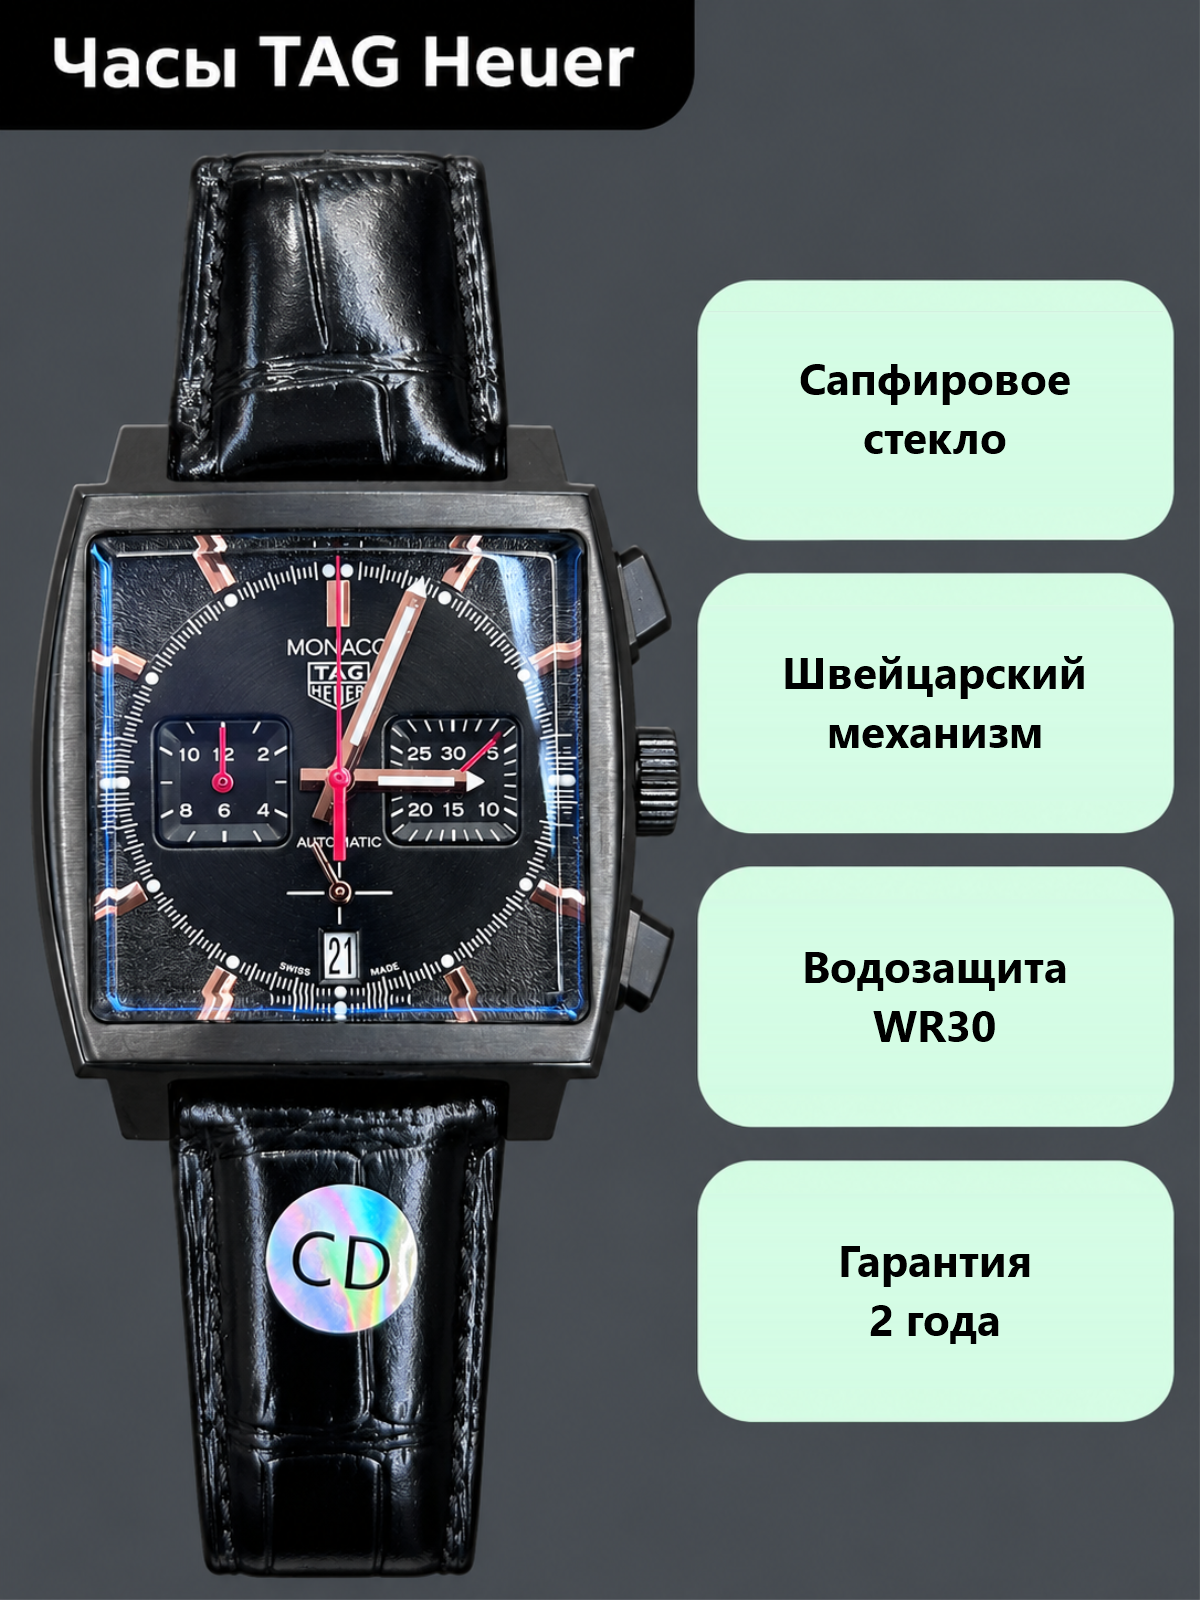 Часы TAG Heuer
Сапфировое
стекло
Швейцарский
механизм
Водозащита
WR30
Гарантия
2 года
MONACO
TAG
HEUER
10 12 2
8 6 4
25 30 5
20 15 10
AUTOMATIC
21
SWISS MADE
CD